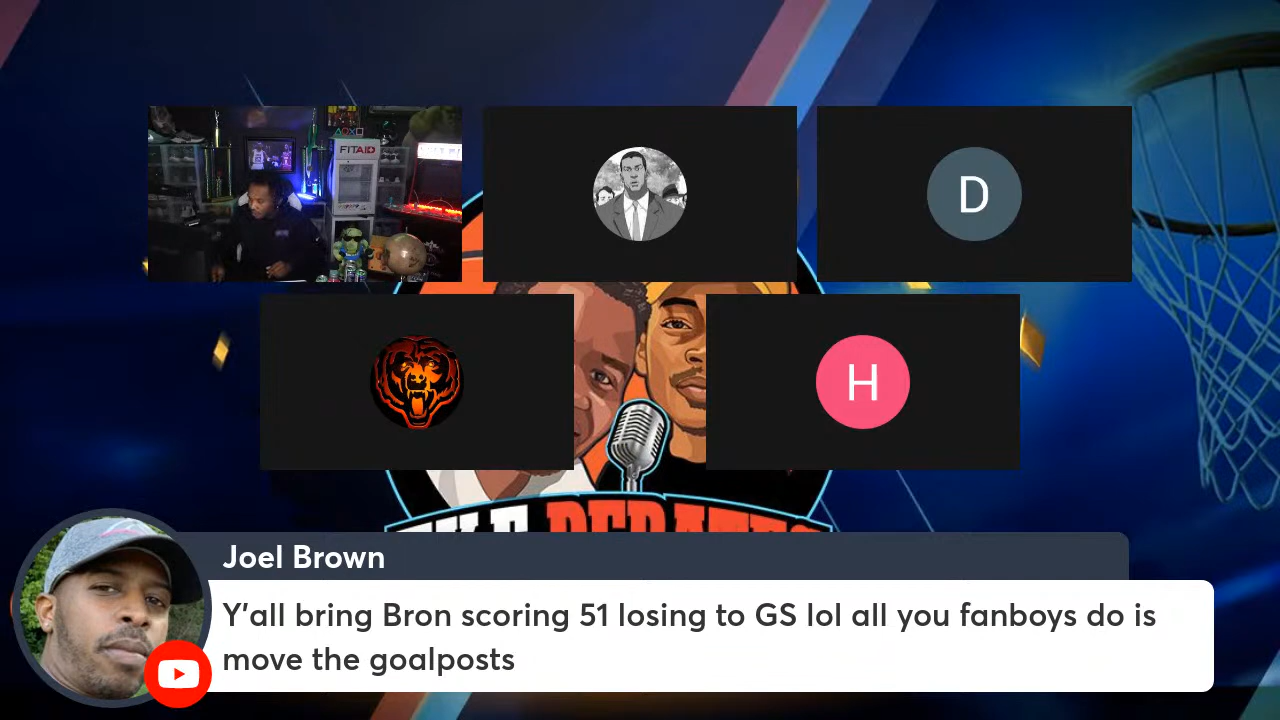 FITAID
D
H
Joel Brown
Y'all bring Bron scoring 51 losing to GS lol all you fanboys do is
move the goalposts